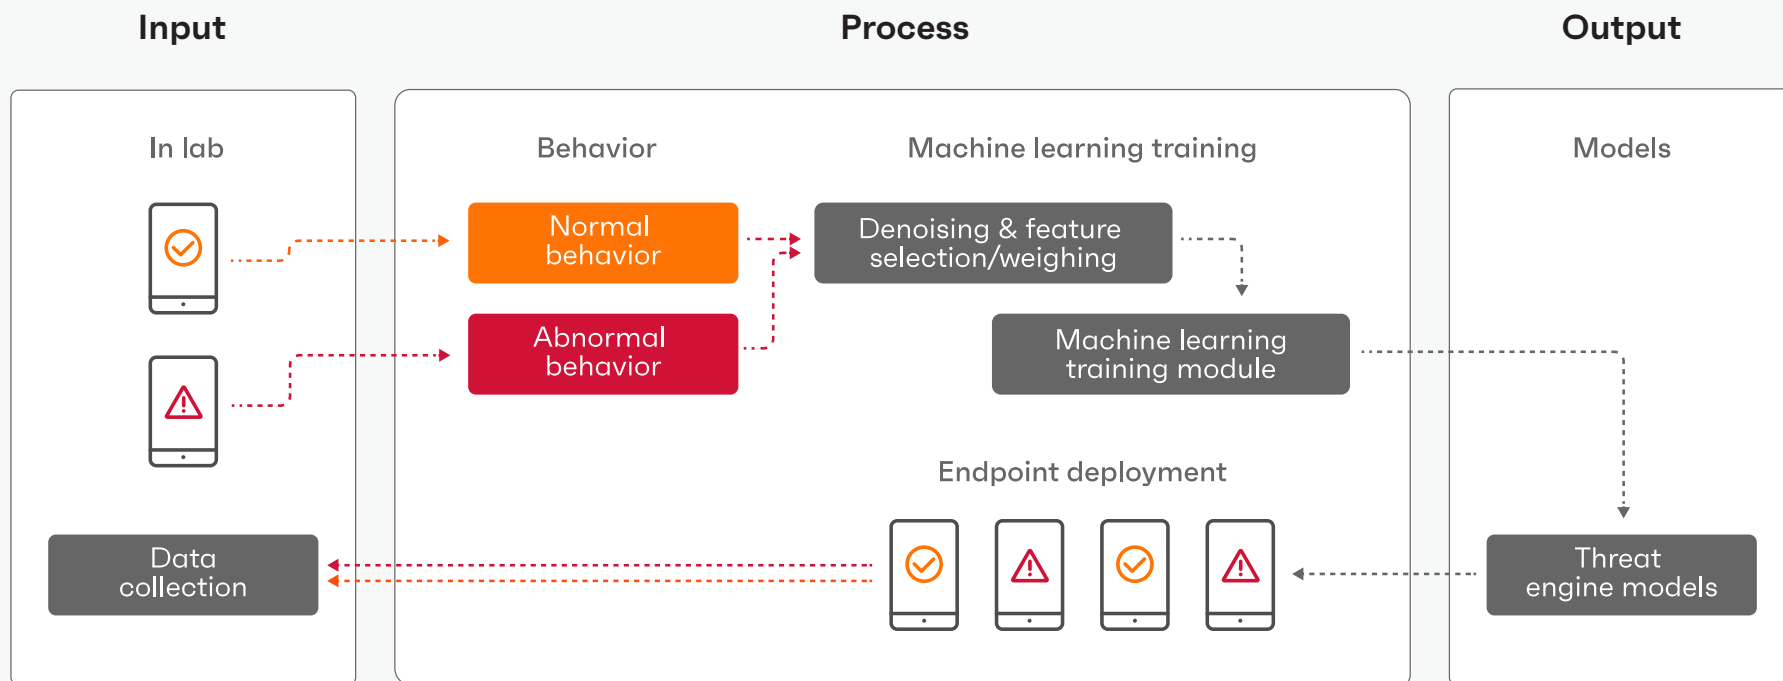 Input
Process
Output
In lab
Behavior
Machine learning training
Models
Normal
behavior
Denoising & feature
selection/weighing
Abnormal
behavior
Machine learning
training module
Endpoint deployment
Data
collection
Threat
engine models